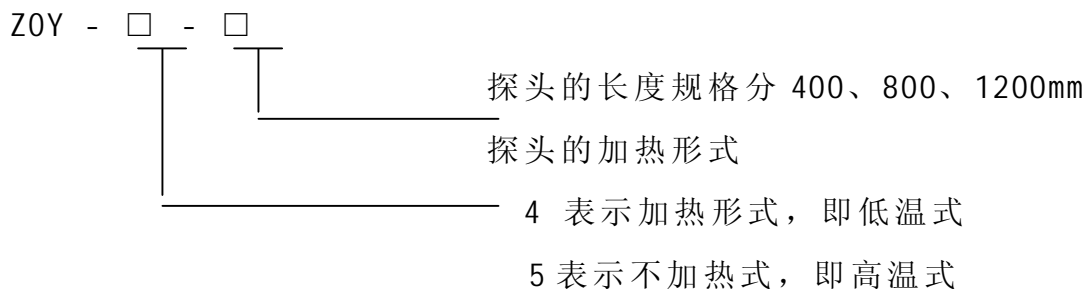 ZOY - □ - □
探头的长度规格分 400、800、1200mm
探头的加热形式
4 表示加热形式，即低温式
5 表示不加热式，即高温式